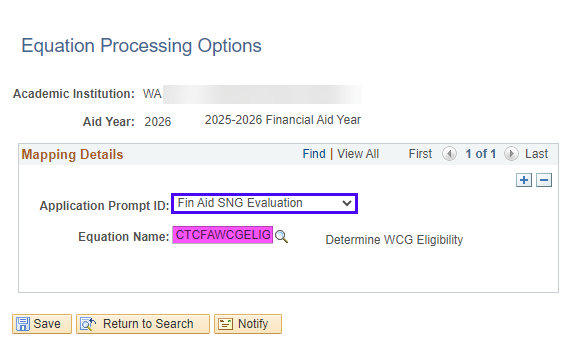 Equation Processing Options
Academic Institution: WA
Aid Year: 2026 2025-2026 Financial Aid Year
Mapping Details Find | View All First 1 of 1 Last
Application Prompt ID: Fin Aid SNG Evaluation
Equation Name: CTCFAWCGELIG Determine WCG Eligibility
Save Return to Search Notify